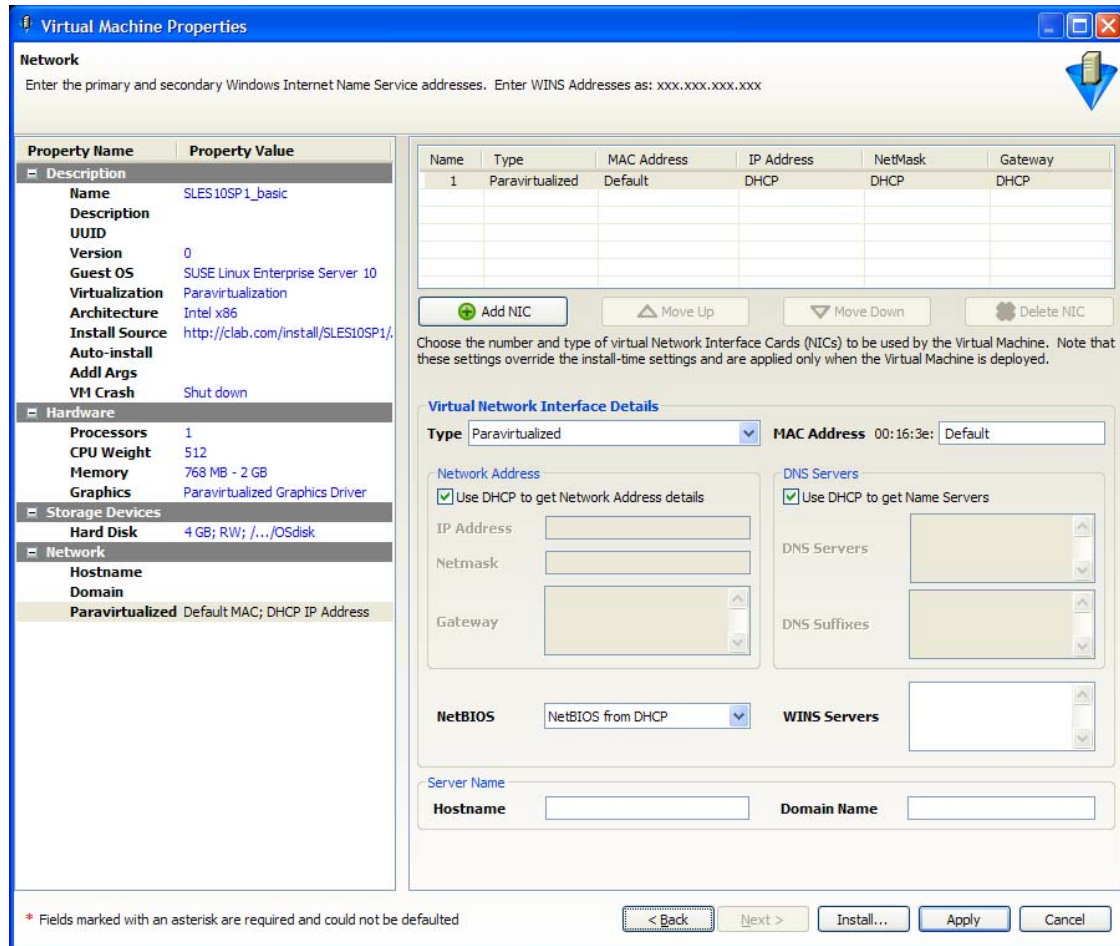 Virtual Machine Properties
Network
Enter the primary and secondary Windows Internet Name Service addresses. Enter WINS Addresses as: xxx.xxx.xxx.xxx
Property Name Property Value
Description
Name SLES10SP1_basic
Description
UUID
Version 0
Guest OS SUSE Linux Enterprise Server 10
Virtualization Paravirtualization
Architecture Intel x86
Install Source http://clab.com/install/SLES10SP1/.
Auto-install
Addl Args
VM Crash Shut down
Hardware
Processors 1
CPU Weight 512
Memory 768 MB - 2 GB
Graphics Paravirtualized Graphics Driver
Storage Devices
Hard Disk 4 GB; RW; /.../OSdisk
Network
Hostname
Domain
Paravirtualized Default MAC; DHCP IP Address
Name Type MAC Address IP Address NetMask Gateway
1 Paravirtualized Default DHCP DHCP DHCP
Add NIC Move Up Move Down Delete NIC
Choose the number and type of virtual Network Interface Cards (NICs) to be used by the Virtual Machine. Note that
these settings override the install-time settings and are applied only when the Virtual Machine is deployed.
Virtual Network Interface Details
Type Paravirtualized MAC Address 00:16:3e: Default
Network Address
Use DHCP to get Network Address details
IP Address
Netmask
Gateway
DNS Servers
Use DHCP to get Name Servers
DNS Servers
DNS Suffixes
NetBIOS NetBIOS from DHCP WINS Servers
Server Name
Hostname Domain Name
* Fields marked with an asterisk are required and could not be defaulted
< Back Next > Install... Apply Cancel